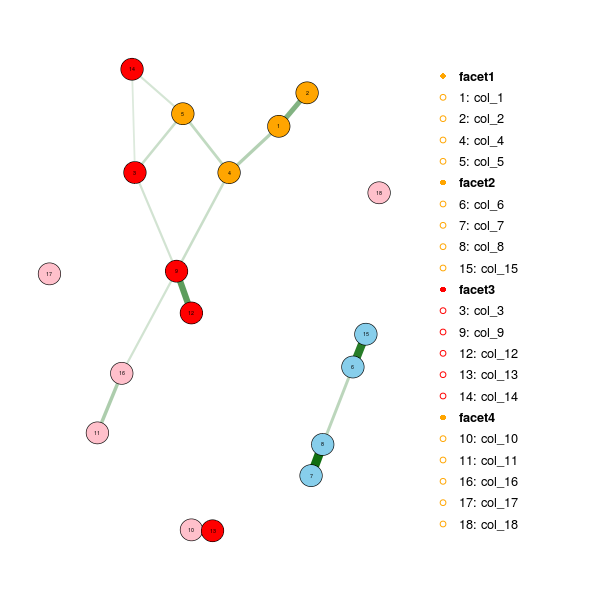 14
2
5
1
4
18
17
12
15
6
16
11
8
7
10
13
facet1
1: col_1
2: col_2
4: col_4
5: col_5
facet2
6: col_6
7: col_7
8: col_8
15: col_15
facet3
3: col_3
9: col_9
12: col_12
13: col_13
14: col_14
facet4
10: col_10
11: col_11
16: col_16
17: col_17
18: col_18